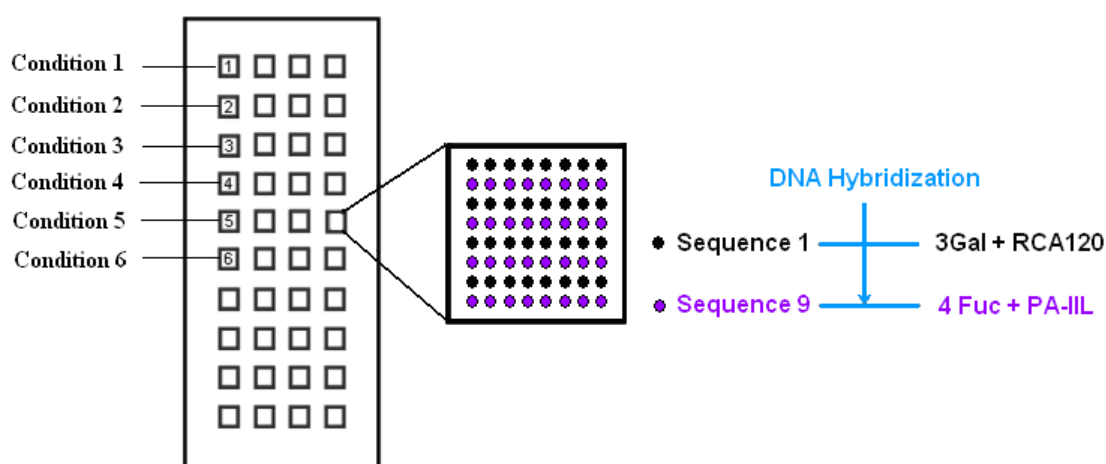 Condition 1
1
Condition 2
2
Condition 3
3
Condition 4
4
Condition 5
5
Condition 6
6
DNA Hybridization
Sequence 1
3Gal + RCA120
Sequence 9
4 Fuc + PA-IIL